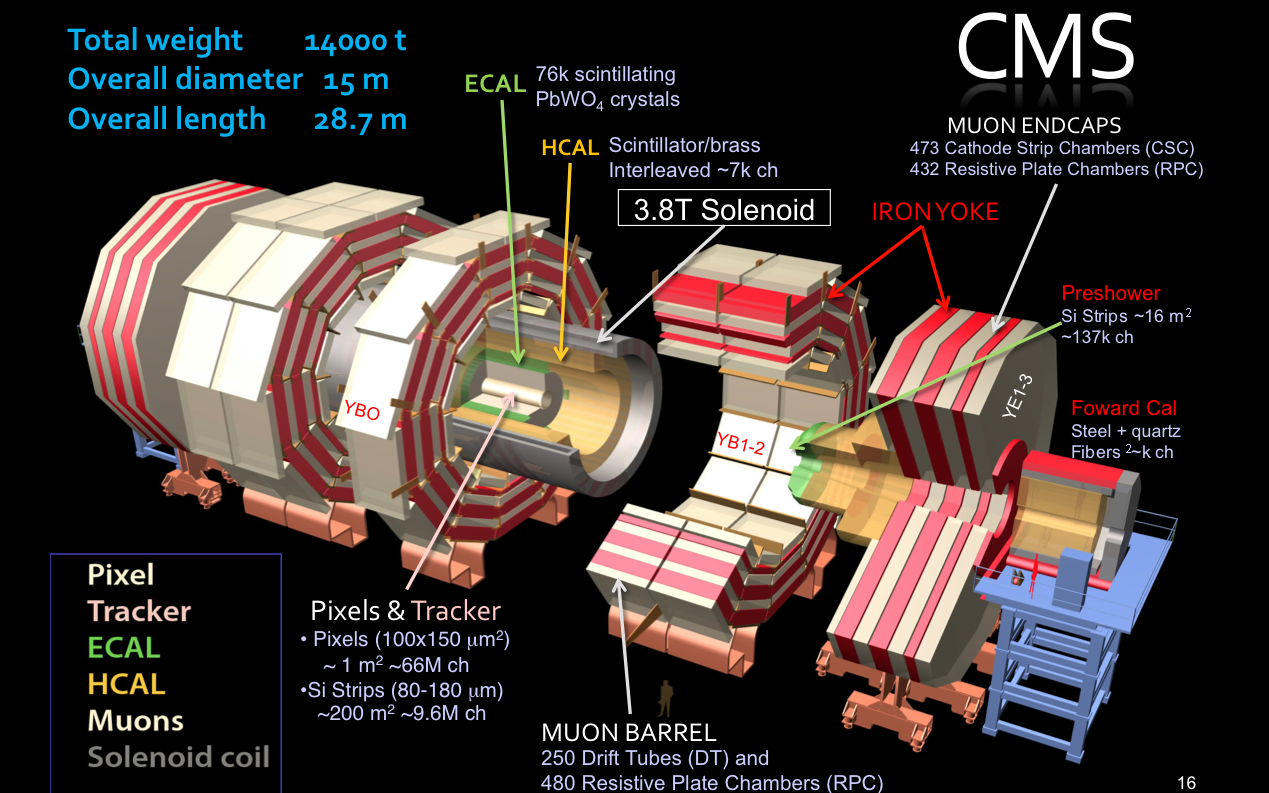 Total weight 14000 t
Overall diameter 15 m
Overall length 28.7 m
CMS
ECAL 76k scintillating
PbWO4 crystals
HCAL Scintillator/brass
Interleaved ~7k ch
3.8T Solenoid
IRON YOKE
MUON ENDCAPS
473 Cathode Strip Chambers (CSC)
432 Resistive Plate Chambers (RPC)
Preshower
Si Strips ~16 m²
~137k ch
Foward Cal
Steel + quartz
Fibers ²~k ch
YBO
YB1-2
YE1-3
Pixel
Tracker
ECAL
HCAL
Muons
Solenoid coil
Pixels & Tracker
• Pixels (100x150 μm²)
~ 1 m² ~66M ch
•Si Strips (80-180 μm)
~200 m² ~9.6M ch
MUON BARREL
250 Drift Tubes (DT) and
480 Resistive Plate Chambers (RPC)
16